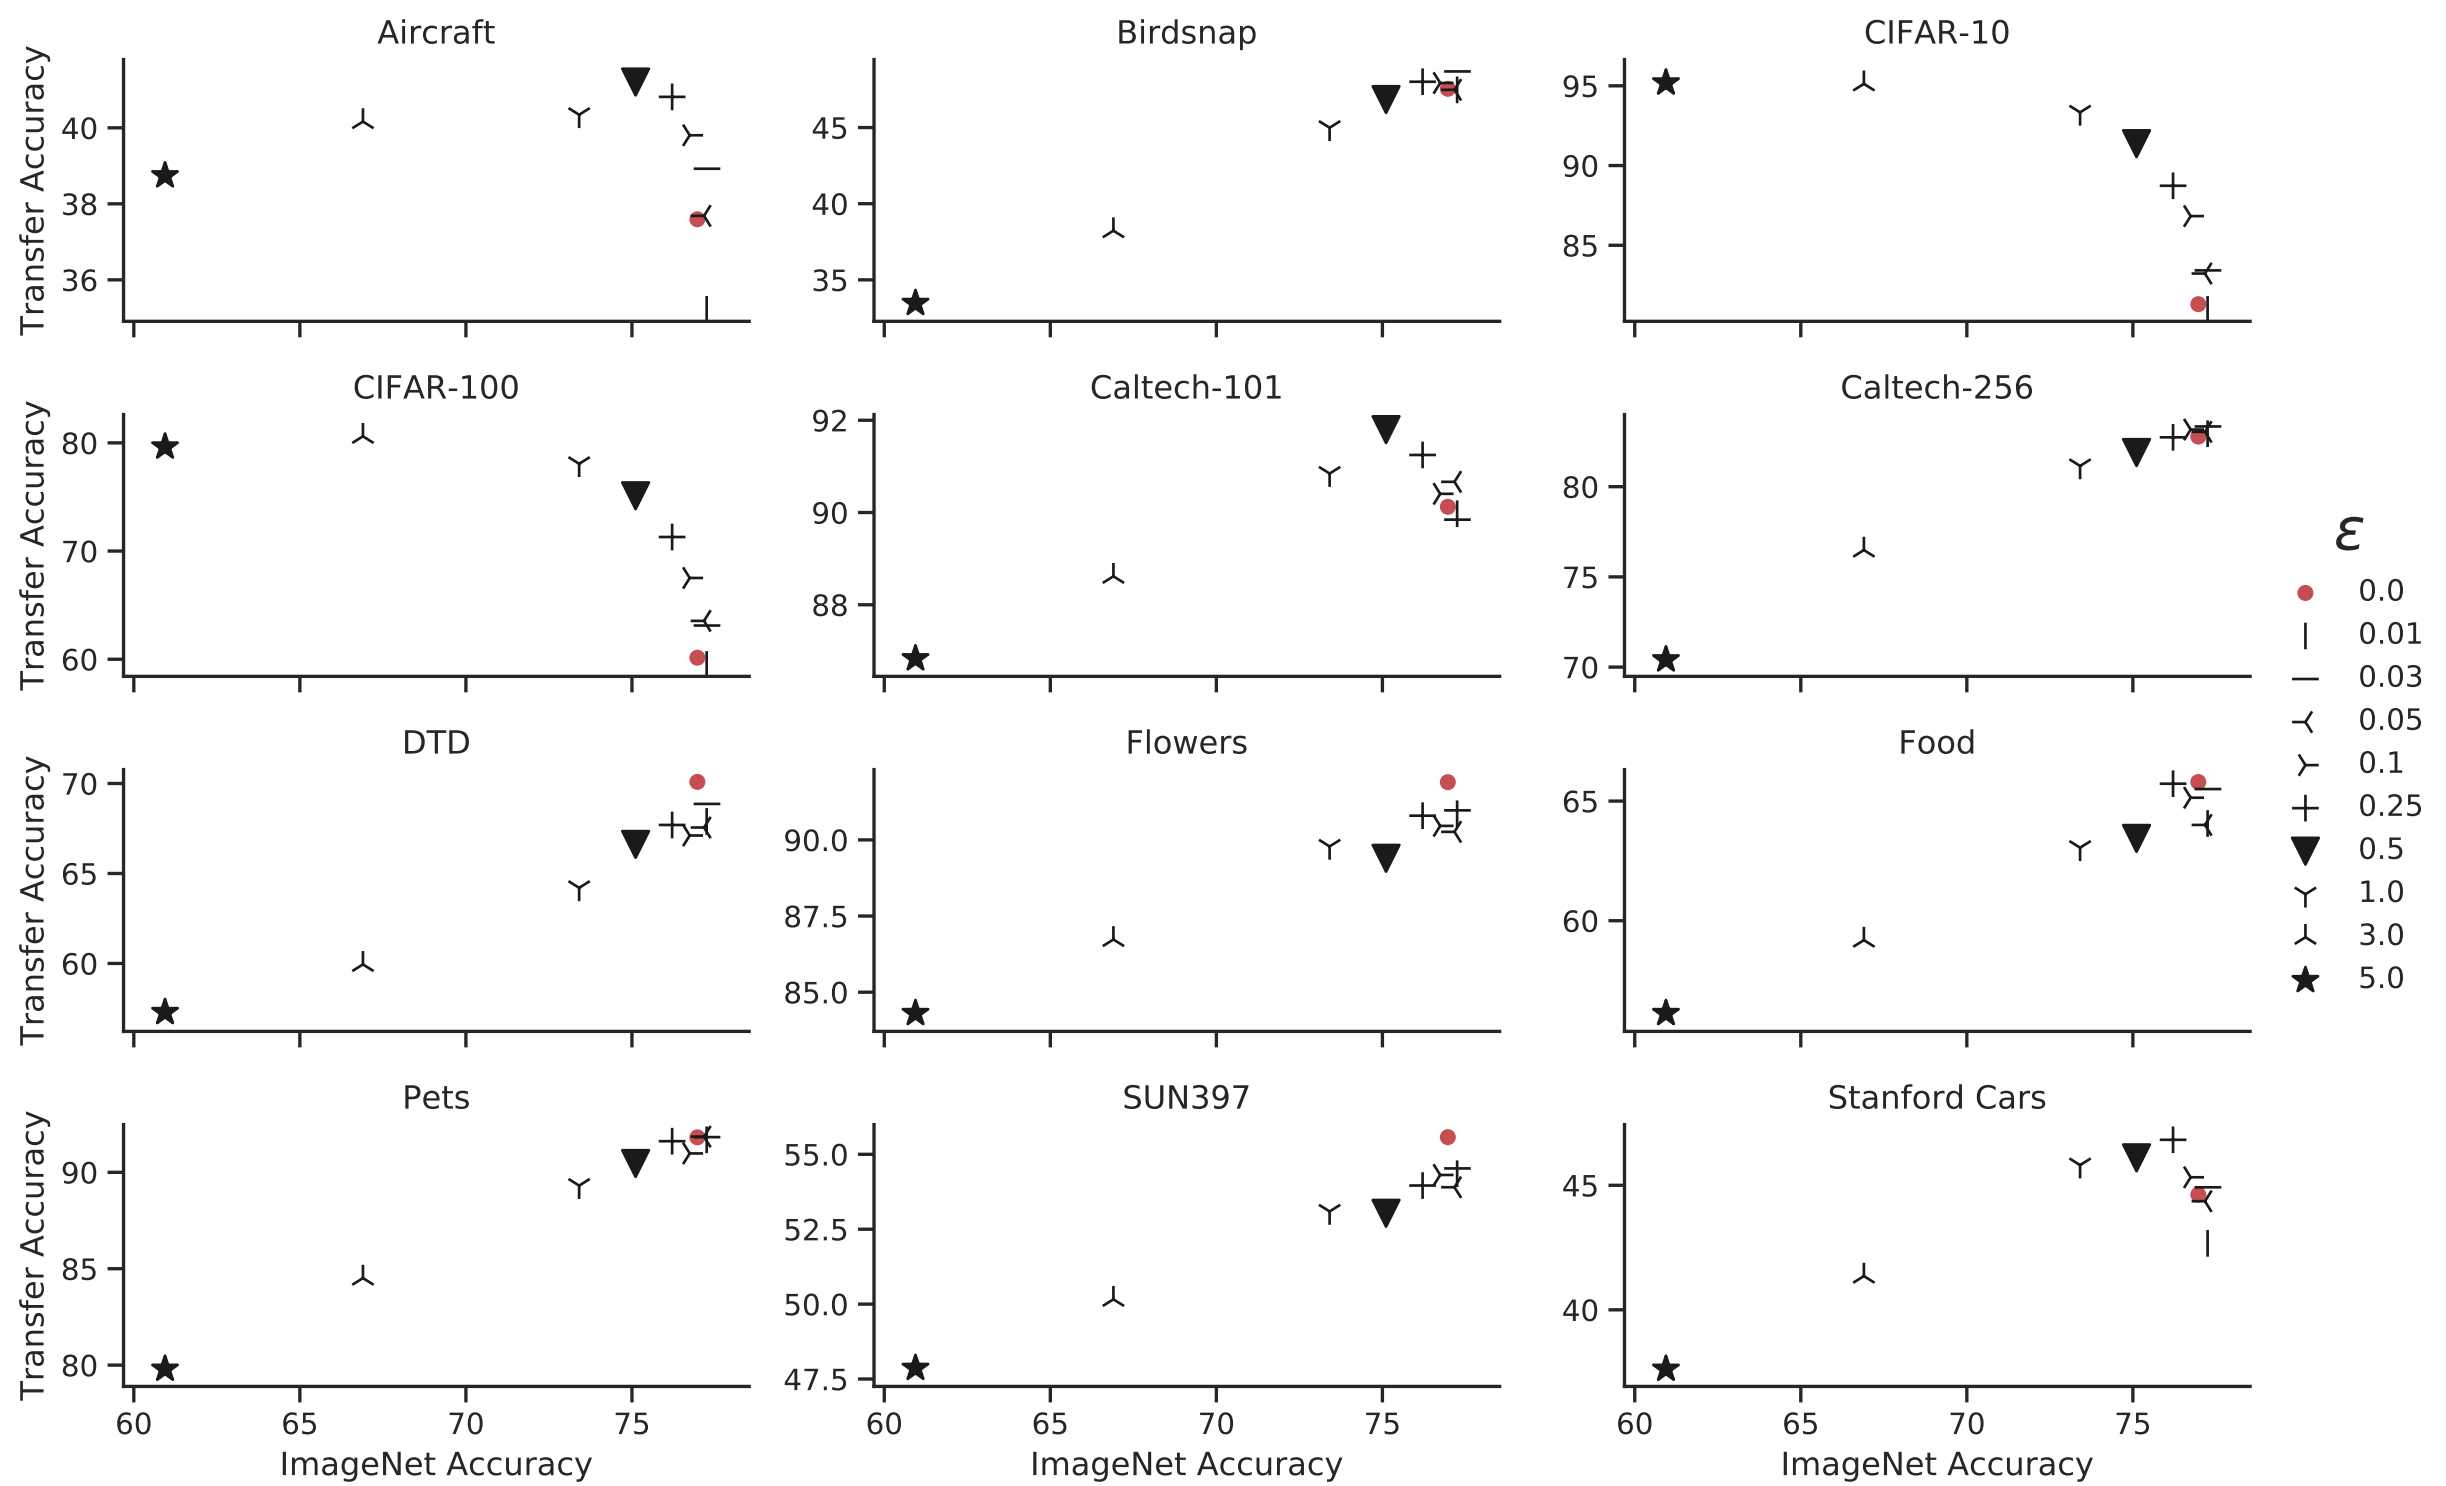 Aircraft
Birdsnap
CIFAR-10
Transfer Accuracy
40
38
36
45
40
35
95
90
85
CIFAR-100
Caltech-101
Caltech-256
Transfer Accuracy
80
70
60
92
90
88
80
75
70
DTD
Flowers
Food
Transfer Accuracy
70
65
60
90.0
87.5
85.0
65
60
Pets
SUN397
Stanford Cars
Transfer Accuracy
90
85
80
55.0
52.5
50.0
47.5
45
40
60 65 70 75
60 65 70 75
60 65 70 75
ImageNet Accuracy
ImageNet Accuracy
ImageNet Accuracy
ε
0.0
0.01
0.03
0.05
0.1
0.25
0.5
1.0
3.0
5.0